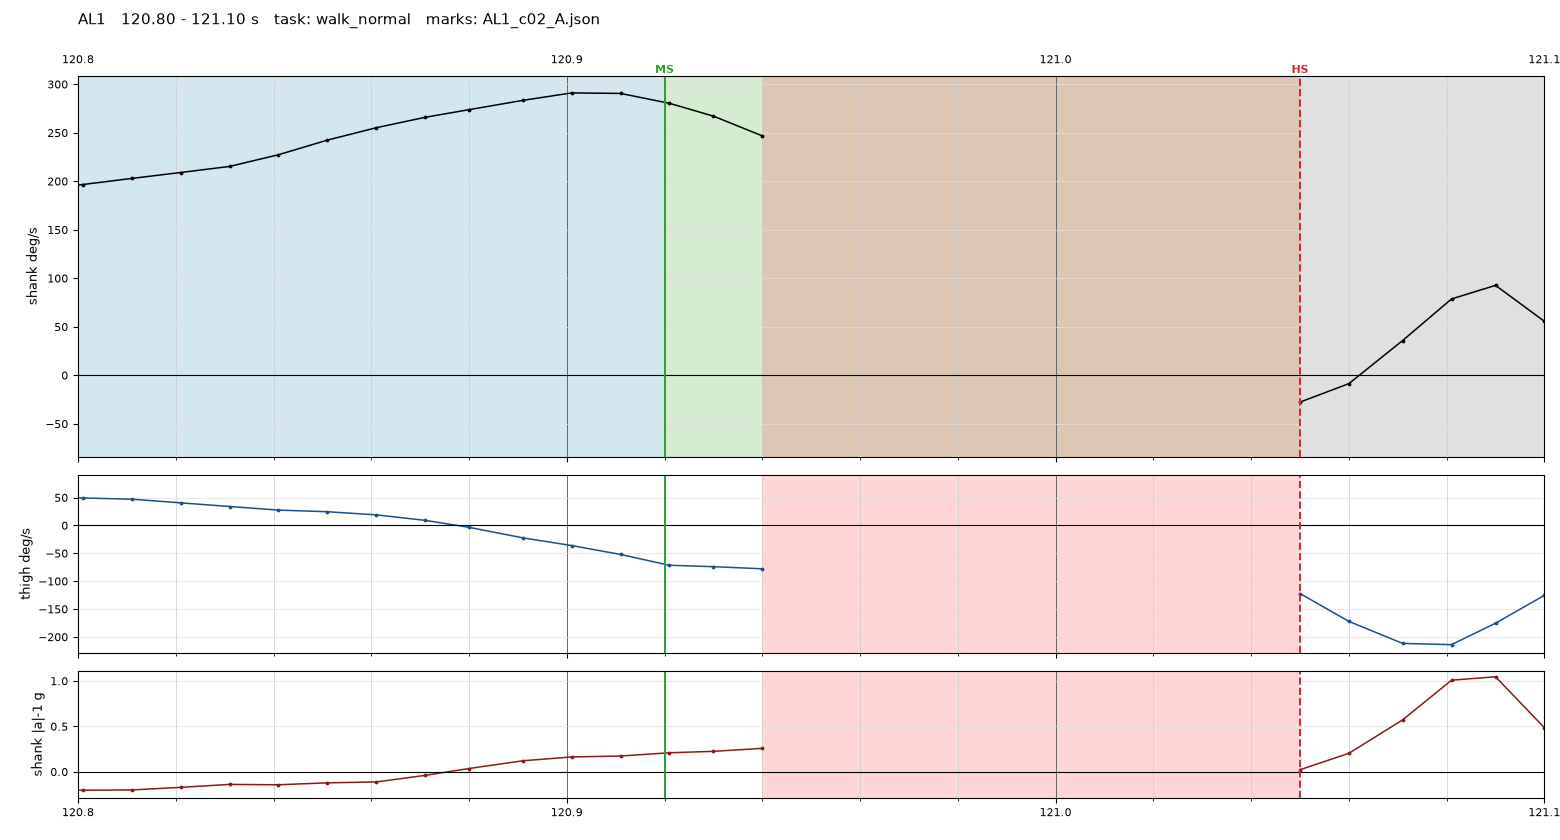 AL1   120.80 - 121.10 s   task: walk_normal   marks: AL1_c02_A.json
120.8 120.9 121.0 121.1
MS HS
300
250
200
150
100
50
0
−50
shank deg/s
50
0
−50
−100
−150
−200
thigh deg/s
1.0
0.5
0.0
shank |a|-1 g
120.8 120.9 121.0 121.1